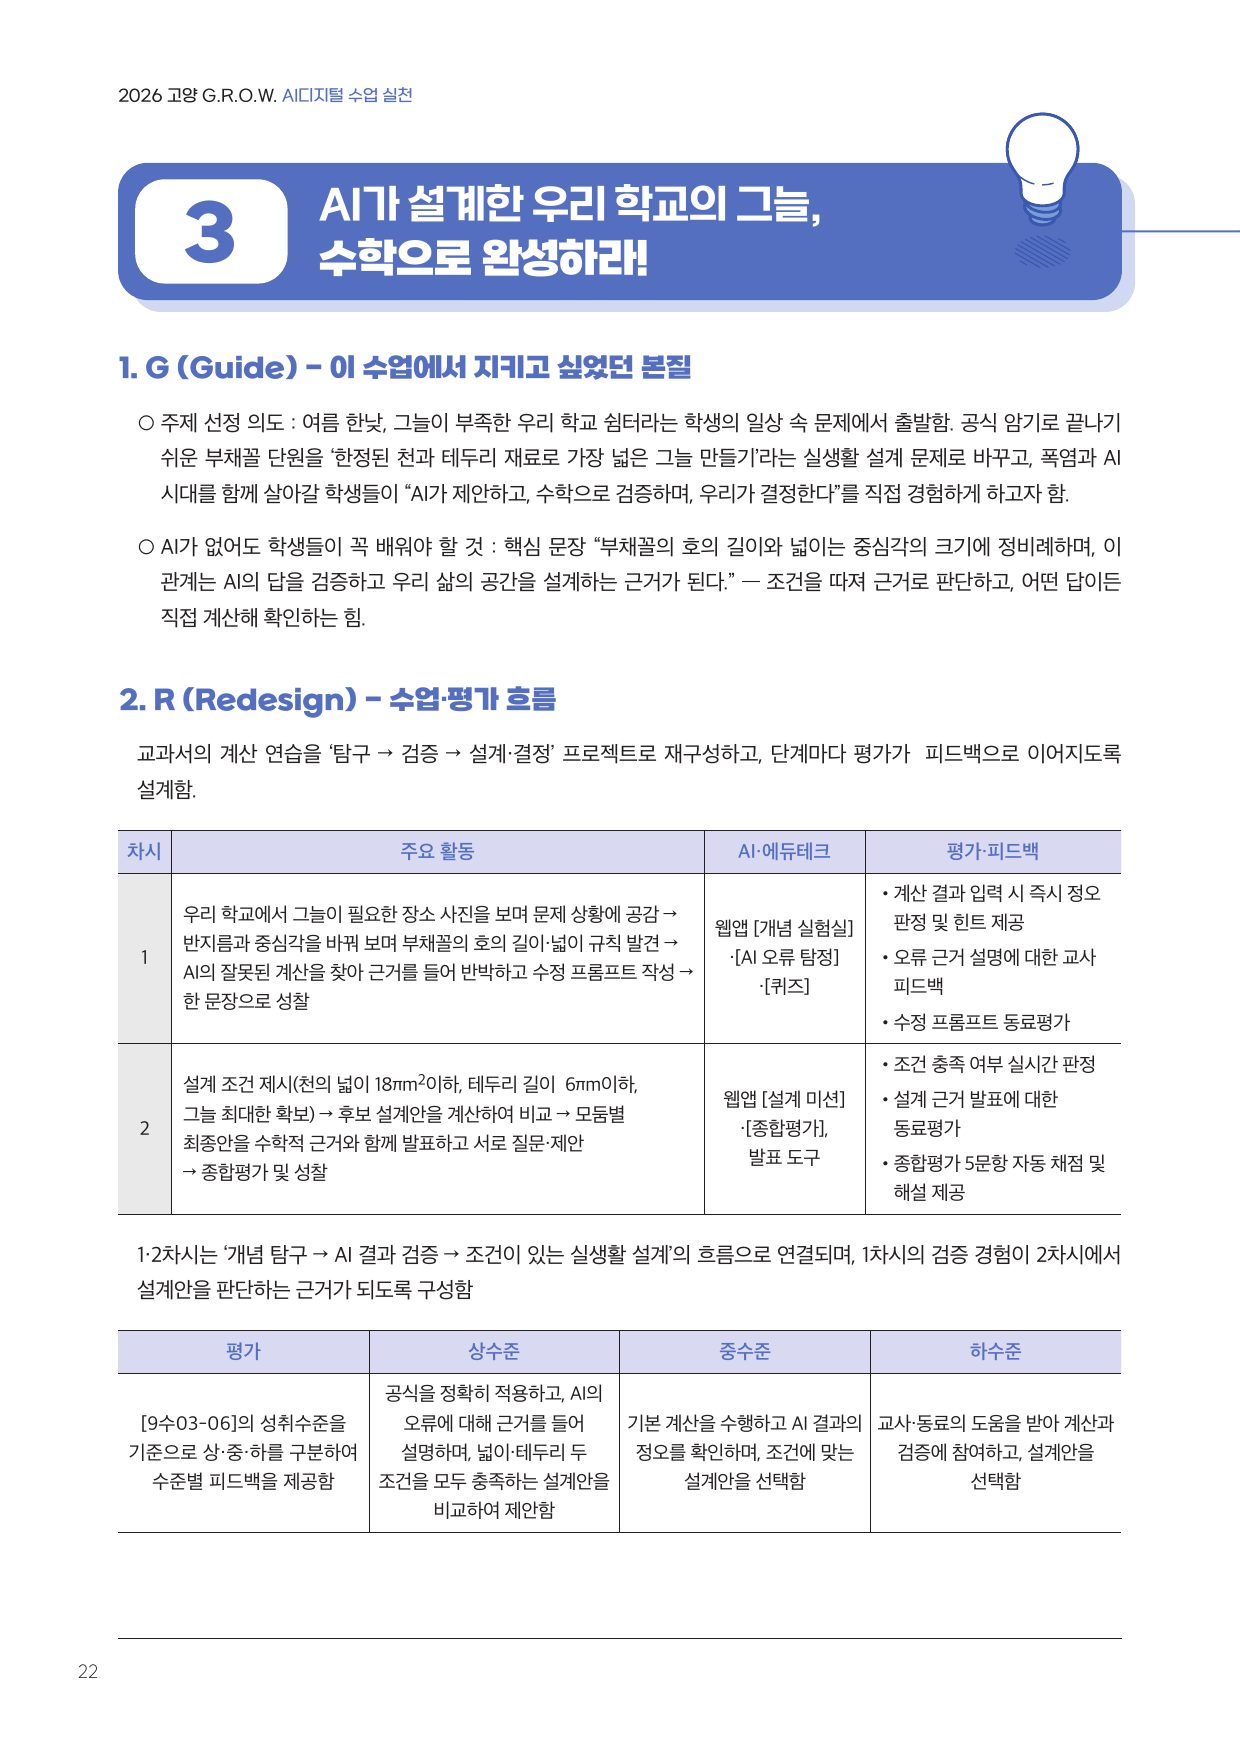 2026 고양 G.R.O.W. AI디지털 수업 실천
3
AI가 설계한 우리 학교의 그늘,
수학으로 완성하라!
1. G (Guide) – 이 수업에서 지키고 싶었던 본질
○ 주제 선정 의도 : 여름 한낮, 그늘이 부족한 우리 학교 쉼터라는 학생의 일상 속 문제에서 출발함. 공식 암기로 끝나기
쉬운 부채꼴 단원을 ‘한정된 천과 테두리 재료로 가장 넓은 그늘 만들기’라는 실생활 설계 문제로 바꾸고, 폭염과 AI
시대를 함께 살아갈 학생들이 “AI가 제안하고, 수학으로 검증하며, 우리가 결정한다”를 직접 경험하게 하고자 함.
○ AI가 없어도 학생들이 꼭 배워야 할 것 : 핵심 문장 “부채꼴의 호의 길이와 넓이는 중심각의 크기에 정비례하며, 이
관계는 AI의 답을 검증하고 우리 삶의 공간을 설계하는 근거가 된다.” — 조건을 따져 근거로 판단하고, 어떤 답이든
직접 계산해 확인하는 힘.
2. R (Redesign) – 수업·평가 흐름
교과서의 계산 연습을 ‘탐구 → 검증 → 설계·결정’ 프로젝트로 재구성하고, 단계마다 평가가 피드백으로 이어지도록
설계함.
차시
주요 활동
AI·에듀테크
평가·피드백
1
우리 학교에서 그늘이 필요한 장소 사진을 보며 문제 상황에 공감 →
반지름과 중심각을 바꿔 보며 부채꼴의 호의 길이·넓이 규칙 발견 →
AI의 잘못된 계산을 찾아 근거를 들어 반박하고 수정 프롬프트 작성 →
한 문장으로 성찰
웹앱 [개념 실험실]
·[AI 오류 탐정]
·[퀴즈]
• 계산 결과 입력 시 즉시 정오
판정 및 힌트 제공
• 오류 근거 설명에 대한 교사
피드백
• 수정 프롬프트 동료평가
2
설계 조건 제시(천의 넓이 18πm²이하, 테두리 길이 6πm이하,
그늘 최대한 확보) → 후보 설계안을 계산하여 비교 → 모둠별
최종안을 수학적 근거와 함께 발표하고 서로 질문·제안
→ 종합평가 및 성찰
웹앱 [설계 미션]
·[종합평가],
발표 도구
• 조건 충족 여부 실시간 판정
• 설계 근거 발표에 대한
동료평가
• 종합평가 5문항 자동 채점 및
해설 제공
1·2차시는 ‘개념 탐구 → AI 결과 검증 → 조건이 있는 실생활 설계’의 흐름으로 연결되며, 1차시의 검증 경험이 2차시에서
설계안을 판단하는 근거가 되도록 구성함
평가
상수준
중수준
하수준
[9수03-06]의 성취수준을
기준으로 상·중·하를 구분하여
수준별 피드백을 제공함
공식을 정확히 적용하고, AI의
오류에 대해 근거를 들어
설명하며, 넓이·테두리 두
조건을 모두 충족하는 설계안을
비교하여 제안함
기본 계산을 수행하고 AI 결과의
정오를 확인하며, 조건에 맞는
설계안을 선택함
교사·동료의 도움을 받아 계산과
검증에 참여하고, 설계안을
선택함
22